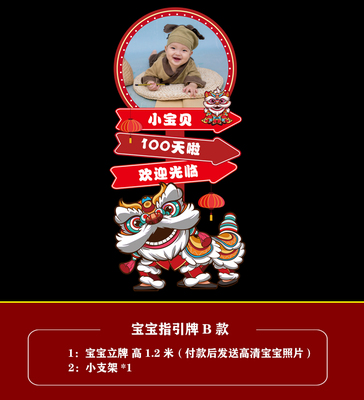 小宝贝
100天啦
欢迎光临
宝宝指引牌 B 款
1：宝宝立牌 高 1.2 米（付款后发送高清宝宝照片）
2：小支架 *1